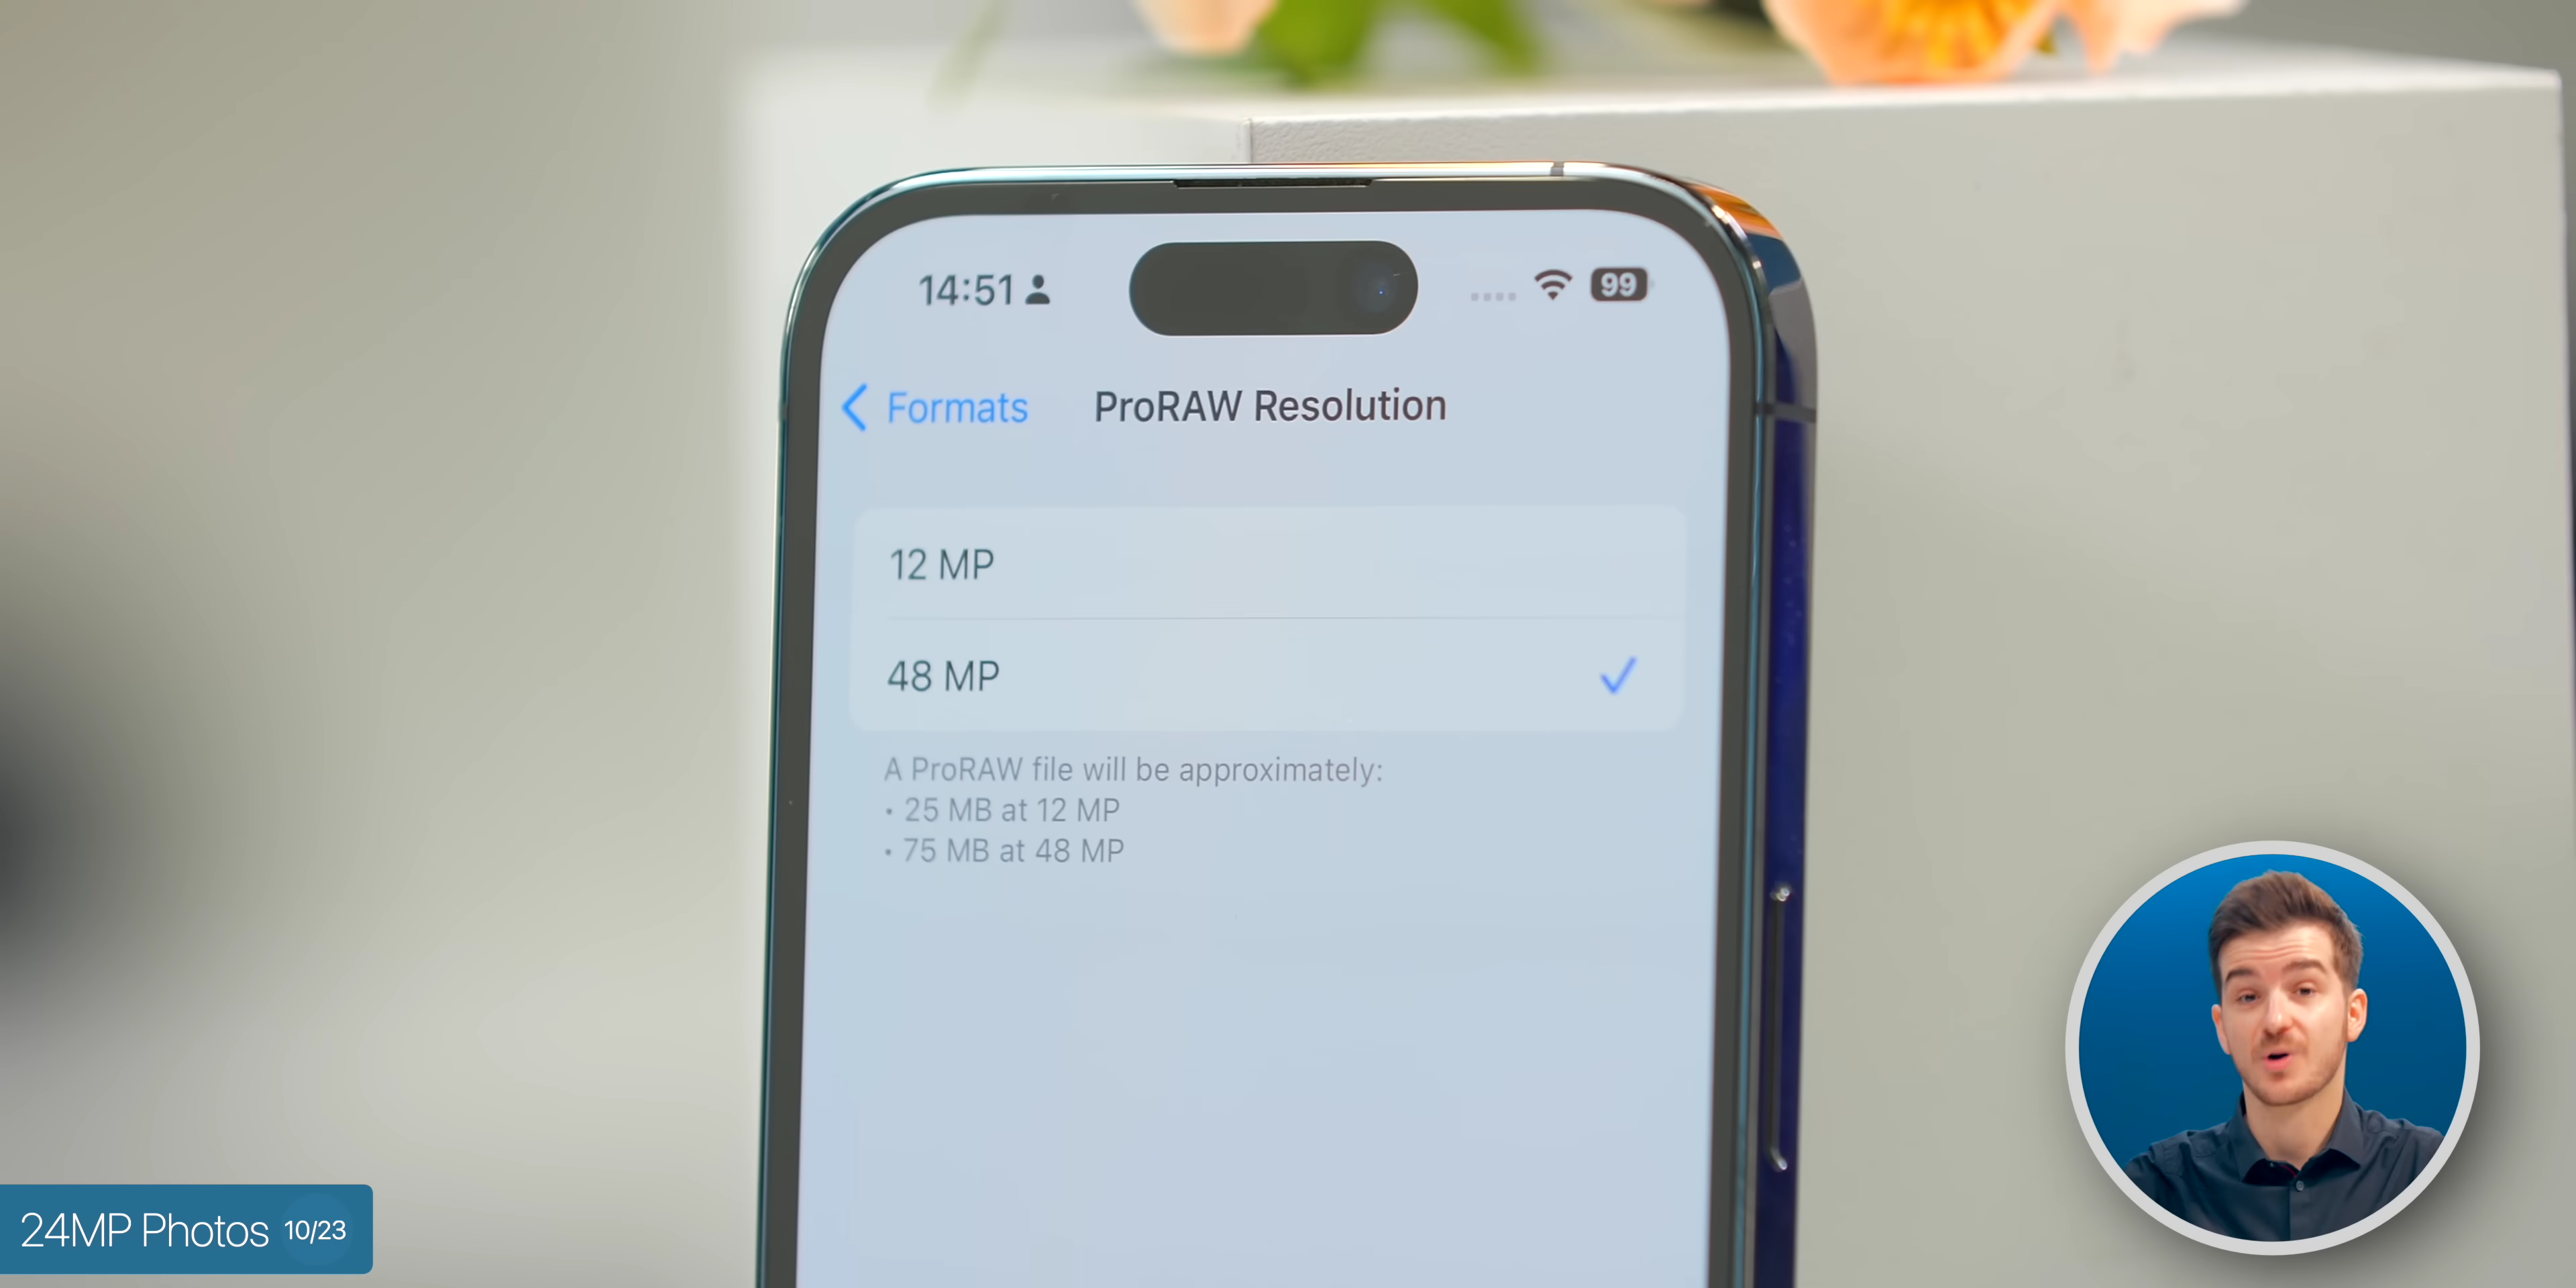 14:51
99
Formats
ProRAW Resolution
12 MP
48 MP
A ProRAW file will be approximately:
• 25 MB at 12 MP
• 75 MB at 48 MP
24MP Photos 10/23